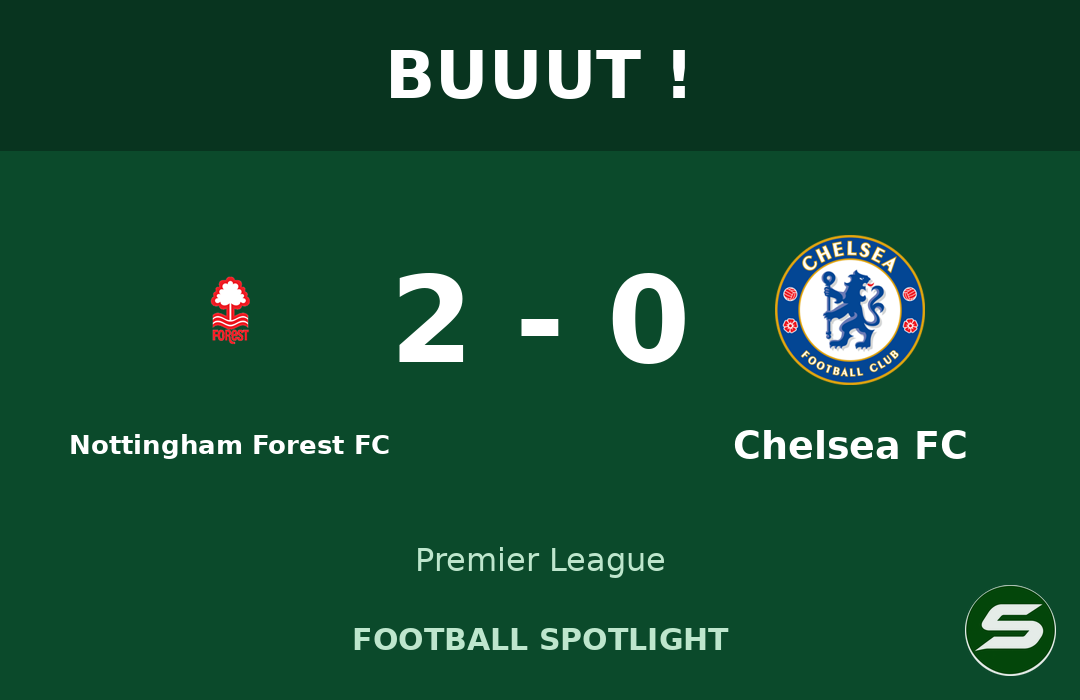 BUUUT !
CHELSEA
FOOTBALL CLUB
FOREST
2 - 0
Nottingham Forest FC
Chelsea FC
Premier League
FOOTBALL SPOTLIGHT
S